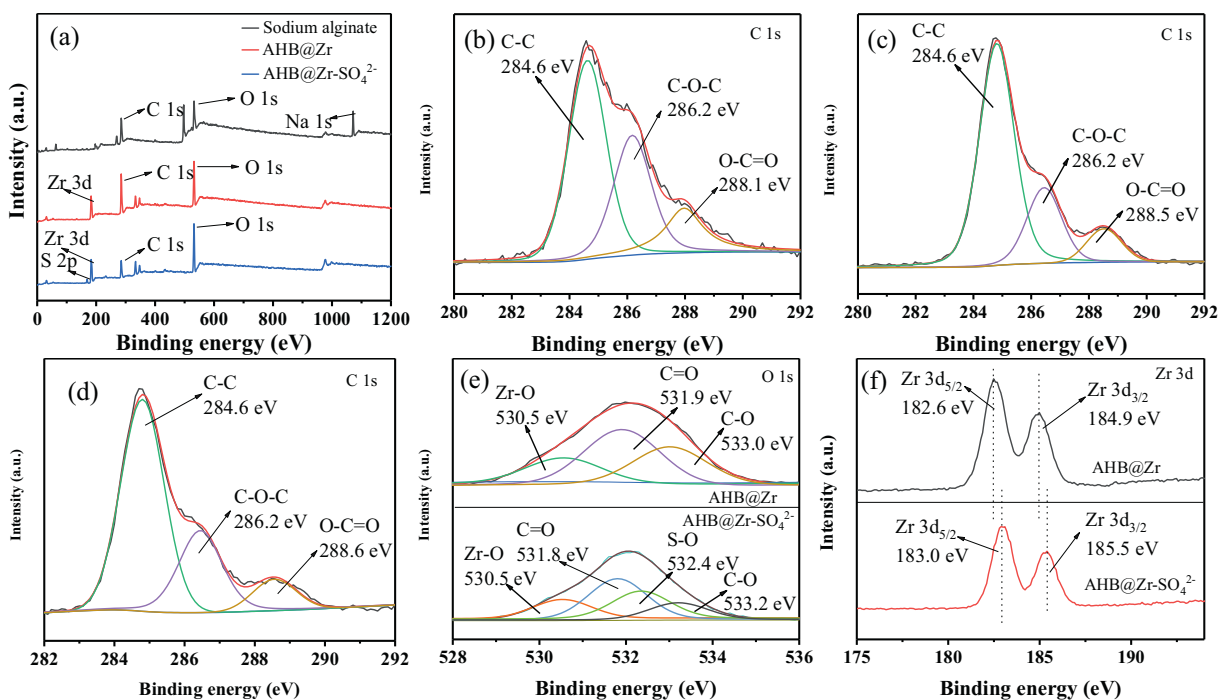 (a)
Sodium alginate
AHB@Zr
AHB@Zr-SO₄²⁻
C 1s
O 1s
Na 1s
Zr 3d
C 1s
O 1s
Zr 3d
S 2p
C 1s
O 1s
Intensity (a.u.)
0 200 400 600 800 1000 1200
Binding energy (eV)
(b)
C 1s
C-C
284.6 eV
C-O-C
286.2 eV
O-C=O
288.1 eV
Intensity (a.u.)
280 282 284 286 288 290 292
Binding energy (eV)
(c)
C 1s
C-C
284.6 eV
C-O-C
286.2 eV
O-C=O
288.5 eV
Intensity (a.u.)
280 282 284 286 288 290 292
Binding energy (eV)
(d)
C 1s
C-C
284.6 eV
C-O-C
286.2 eV
O-C=O
288.6 eV
Intensity (a.u.)
282 284 286 288 290 292
Binding energy (eV)
(e)
O 1s
Zr-O
530.5 eV
C=O
531.9 eV
C-O
533.0 eV
AHB@Zr
AHB@Zr-SO₄²⁻
Zr-O
530.5 eV
C=O
531.8 eV
S-O
532.4 eV
C-O
533.2 eV
Intensity (a.u.)
528 530 532 534 536
Binding energy (eV)
(f)
Zr 3d
Zr 3d5/2
182.6 eV
Zr 3d3/2
184.9 eV
AHB@Zr
Zr 3d5/2
183.0 eV
Zr 3d3/2
185.5 eV
AHB@Zr-SO₄²⁻
Intensity (a.u.)
175 180 185 190
Binding energy (eV)